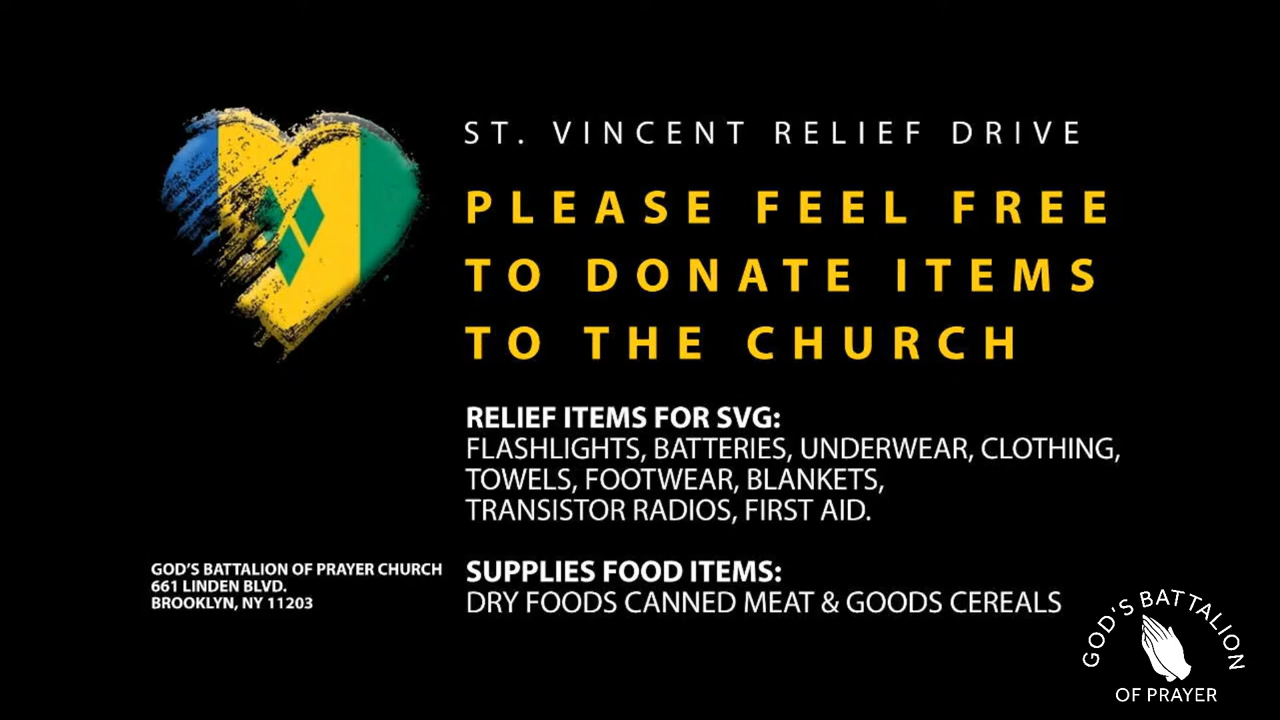 ST. VINCENT RELIEF DRIVE
PLEASE FEEL FREE
TO DONATE ITEMS
TO THE CHURCH
RELIEF ITEMS FOR SVG:
FLASHLIGHTS, BATTERIES, UNDERWEAR, CLOTHING,
TOWELS, FOOTWEAR, BLANKETS,
TRANSISTOR RADIOS, FIRST AID.
SUPPLIES FOOD ITEMS:
DRY FOODS CANNED MEAT & GOODS CEREALS
GOD'S BATTALION OF PRAYER CHURCH
661 LINDEN BLVD.
BROOKLYN, NY 11203
GOD'S BATTALION
OF PRAYER